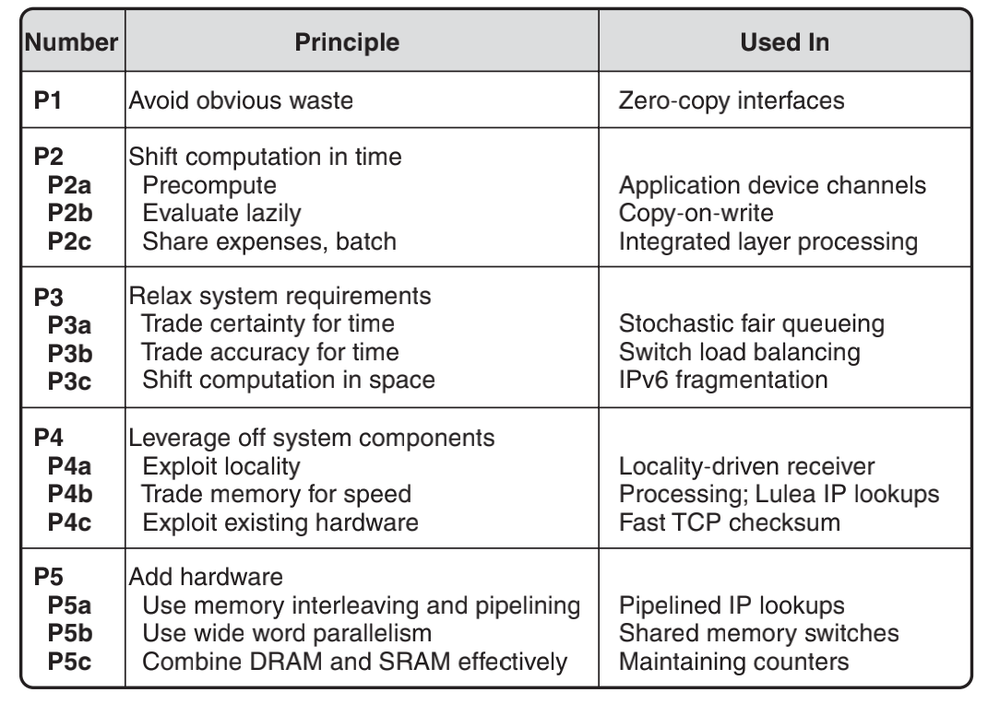 Number Principle Used In
P1 Avoid obvious waste Zero-copy interfaces
P2 Shift computation in time
P2a Precompute Application device channels
P2b Evaluate lazily Copy-on-write
P2c Share expenses, batch Integrated layer processing
P3 Relax system requirements
P3a Trade certainty for time Stochastic fair queueing
P3b Trade accuracy for time Switch load balancing
P3c Shift computation in space IPv6 fragmentation
P4 Leverage off system components
P4a Exploit locality Locality-driven receiver
P4b Trade memory for speed Processing; Lulea IP lookups
P4c Exploit existing hardware Fast TCP checksum
P5 Add hardware
P5a Use memory interleaving and pipelining Pipelined IP lookups
P5b Use wide word parallelism Shared memory switches
P5c Combine DRAM and SRAM effectively Maintaining counters